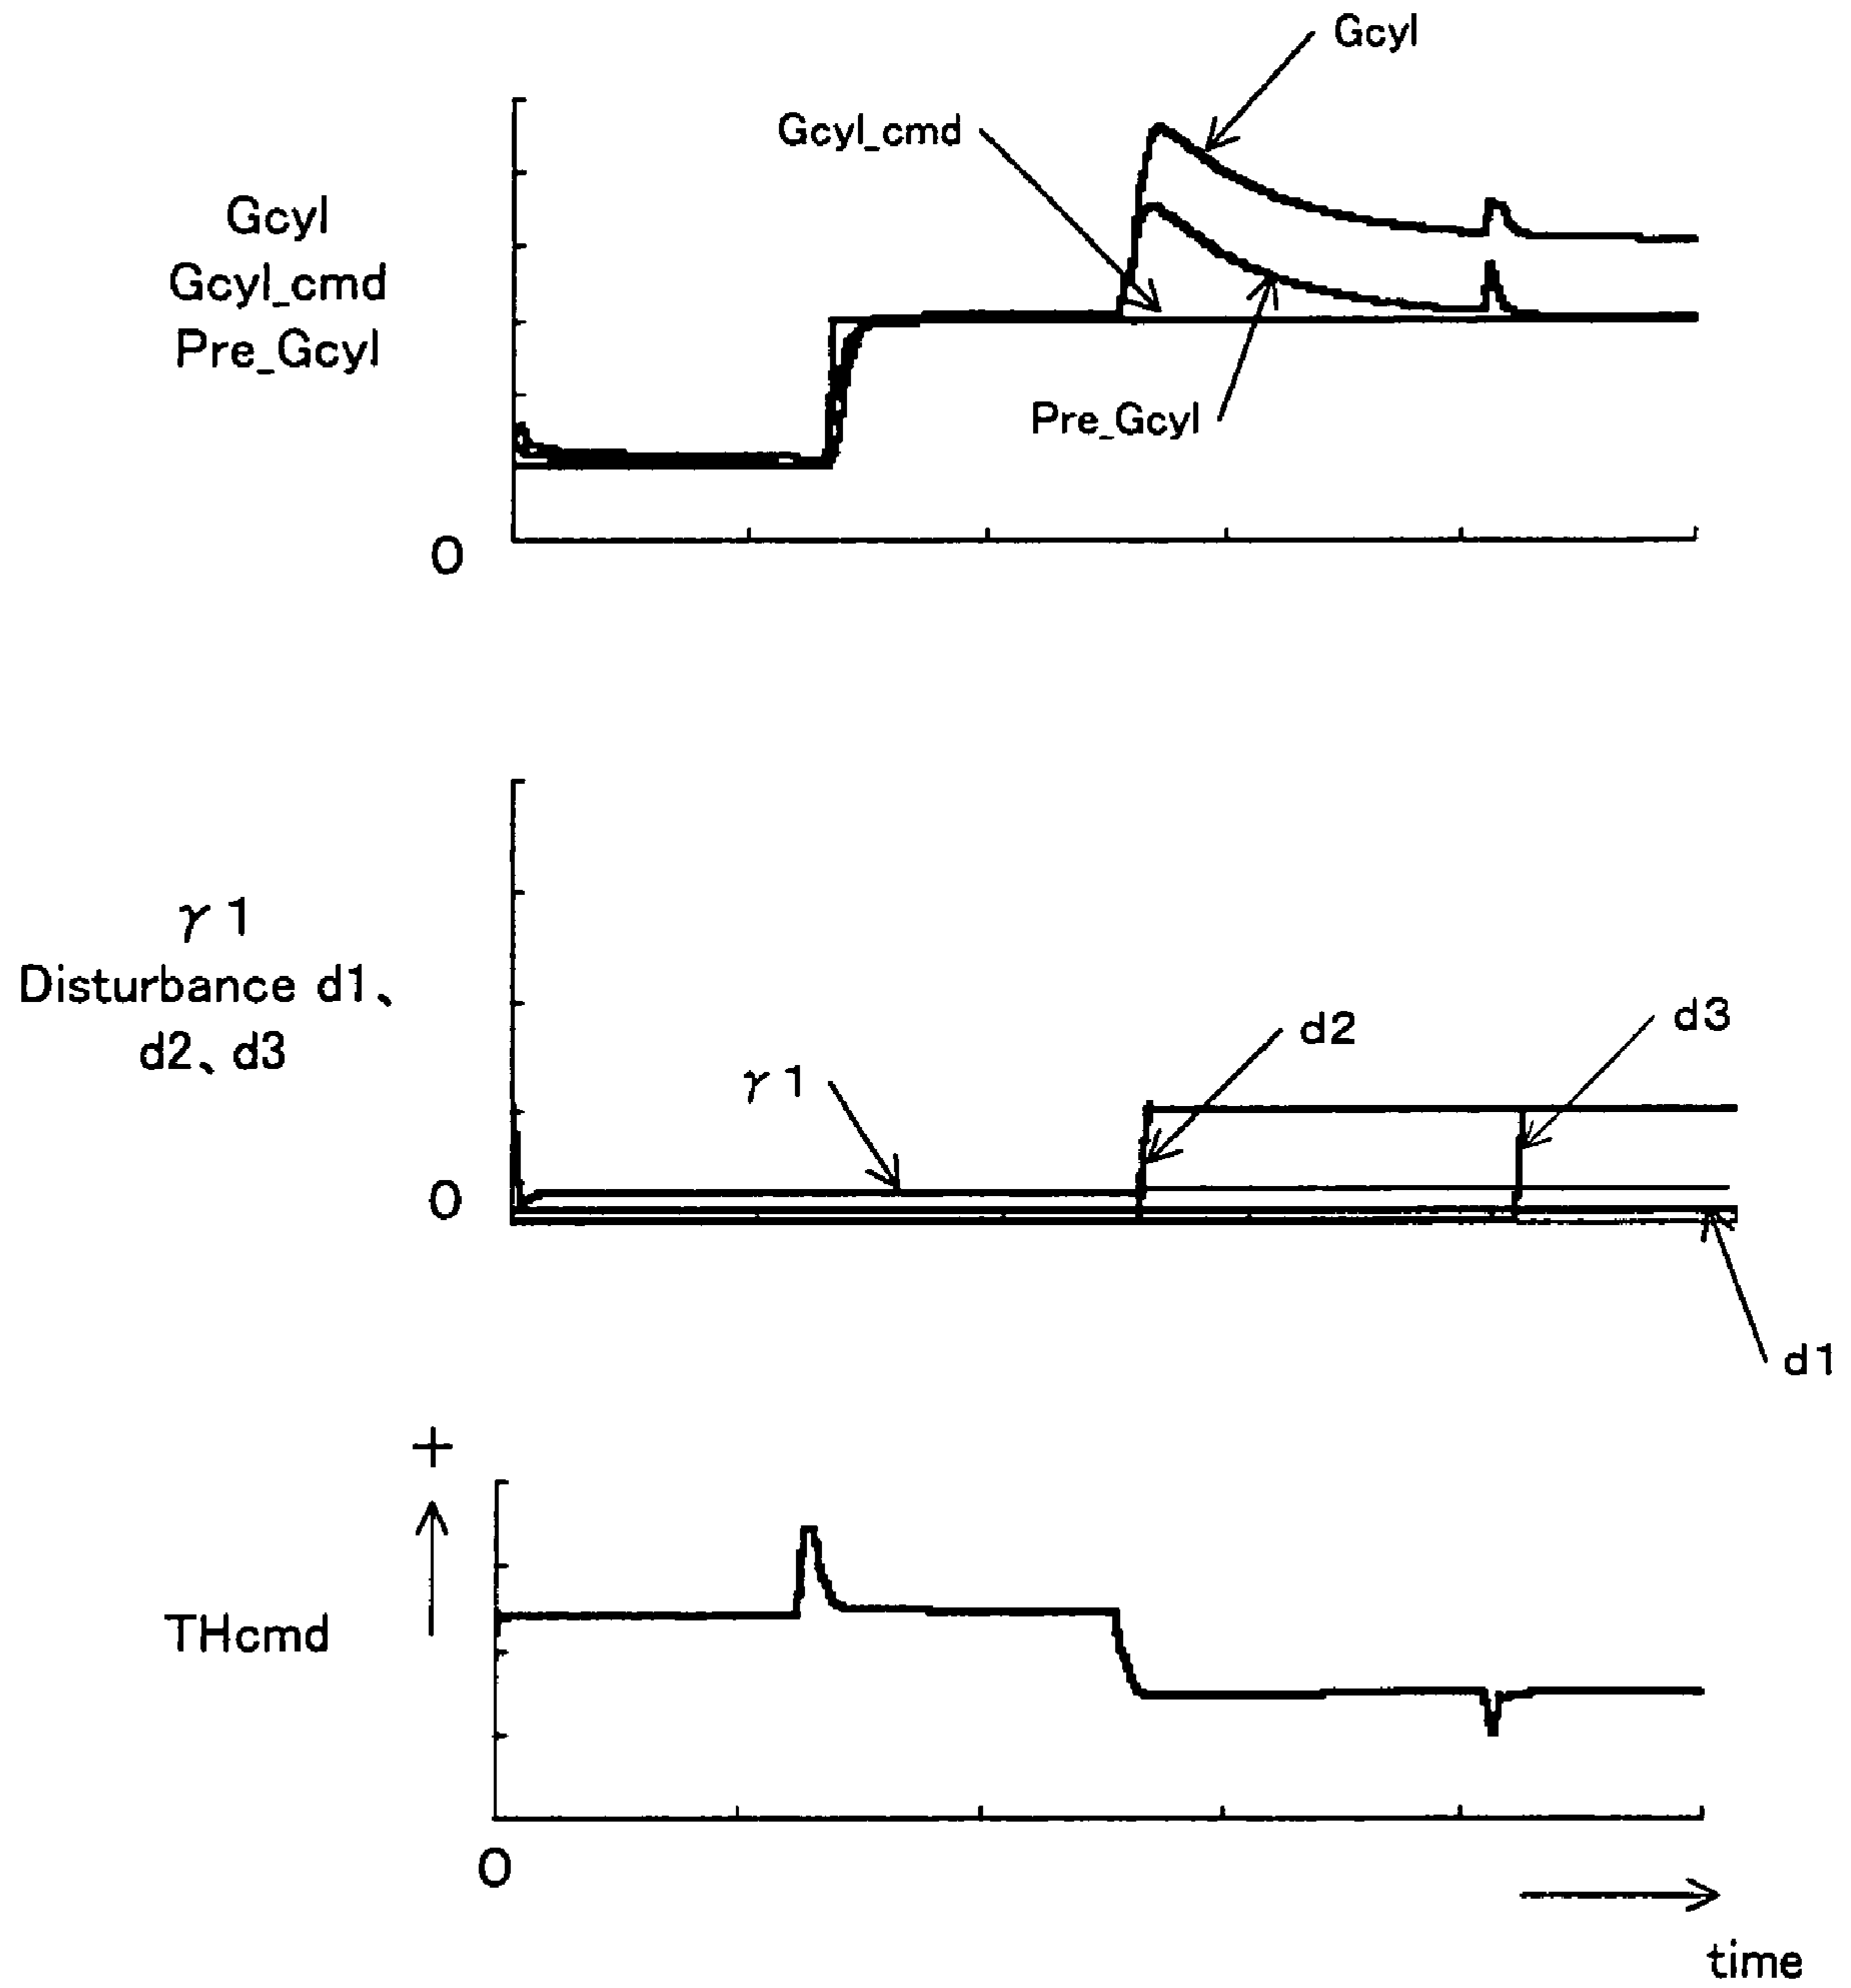 Gcyl
Gcyl_cmd
Gcyl
Gcyl_cmd
Pre_Gcyl
Pre_Gcyl
0
γ1
Disturbance d1、
d2、d3
d2
d3
γ1
0
d1
+
THcmd
0
time